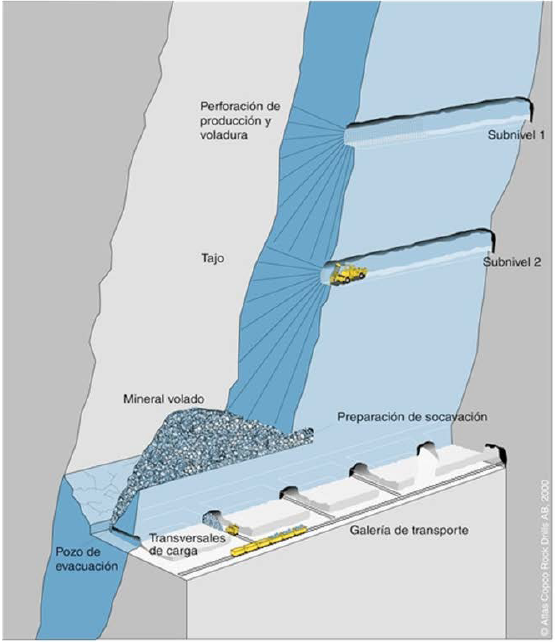 Perforación de
producción y
voladura
Subnivel 1
Tajo
Subnivel 2
Mineral volado
Preparación de socavación
Transversales
de carga
Galería de transporte
Pozo de
evacuación
© Atlas Copco Rock Drills AB, 2000